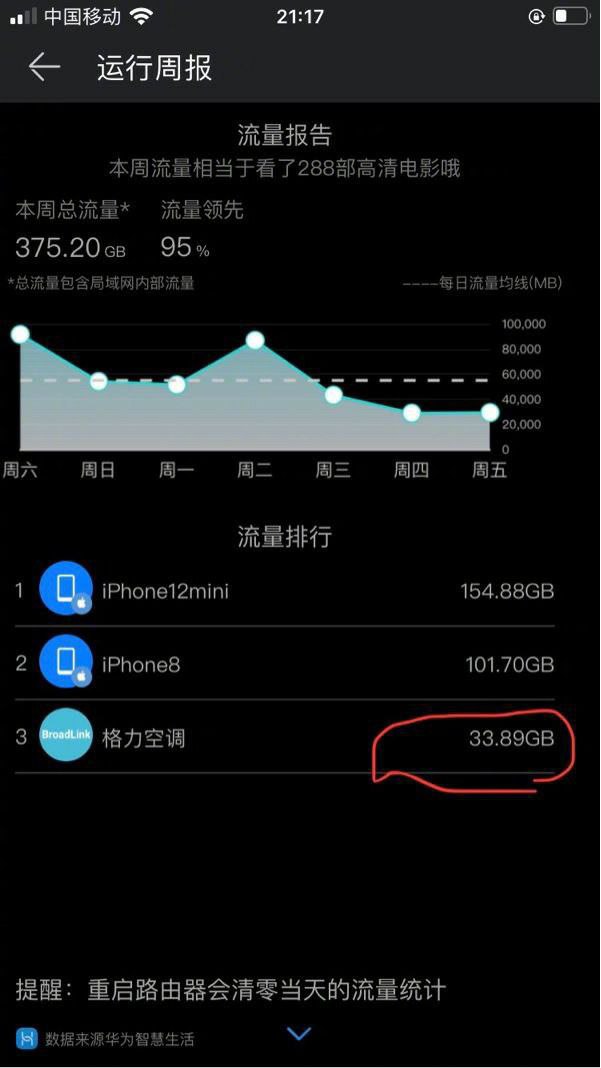 中国移动 21:17
运行周报
流量报告
本周流量相当于看了288部高清电影哦
本周总流量* 流量领先
375.20 GB 95 %
*总流量包含局域网内部流量 ----每日流量均线(MB)
100,000
80,000
60,000
40,000
20,000
0
周六 周日 周一 周二 周三 周四 周五
流量排行
1 iPhone12mini 154.88GB
2 iPhone8 101.70GB
3 BroadLink 格力空调 33.89GB
提醒：重启路由器会清零当天的流量统计
数据来源华为智慧生活